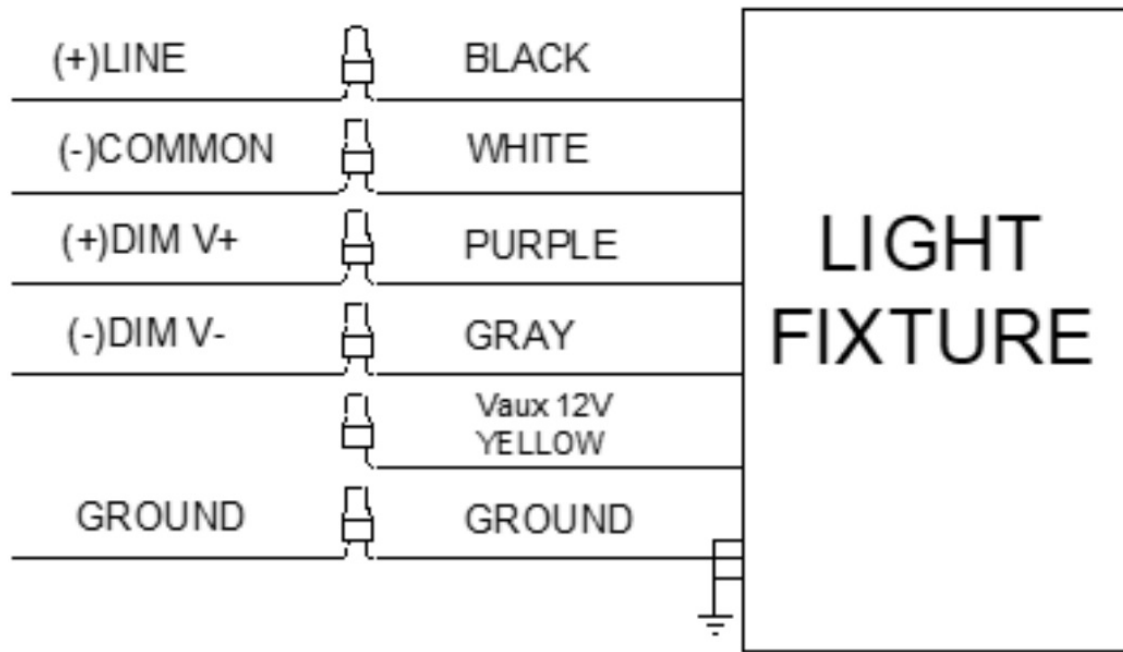 (+)LINE BLACK
(-)COMMON WHITE
(+)DIM V+ PURPLE
(-)DIM V- GRAY
Vaux 12V
YELLOW
GROUND GROUND
LIGHT
FIXTURE